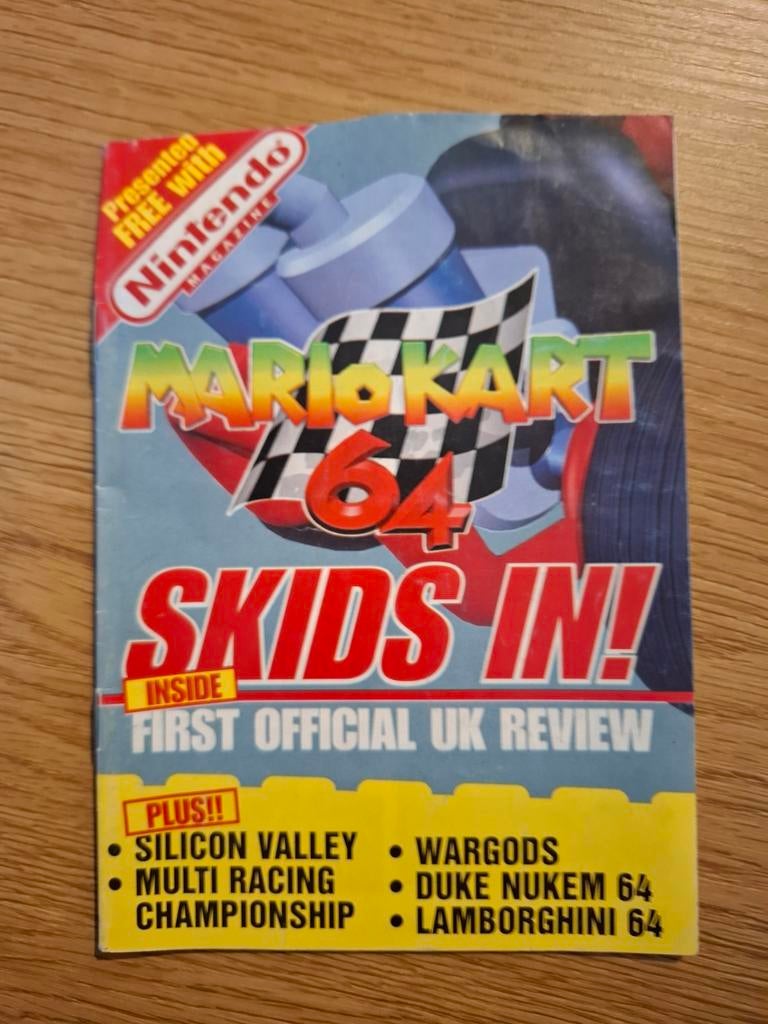 Presented
FREE with
Nintendo®
MAGAZINE
MARIO KART
64
SKIDS IN!
INSIDE
FIRST OFFICIAL UK REVIEW
PLUS!!
• SILICON VALLEY
• MULTI RACING
CHAMPIONSHIP
• WARGODS
• DUKE NUKEM 64
• LAMBORGHINI 64